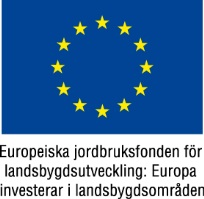 Europeiska jordbruksfonden för
landsbygdsutveckling: Europa
investerar i landsbygdsområden